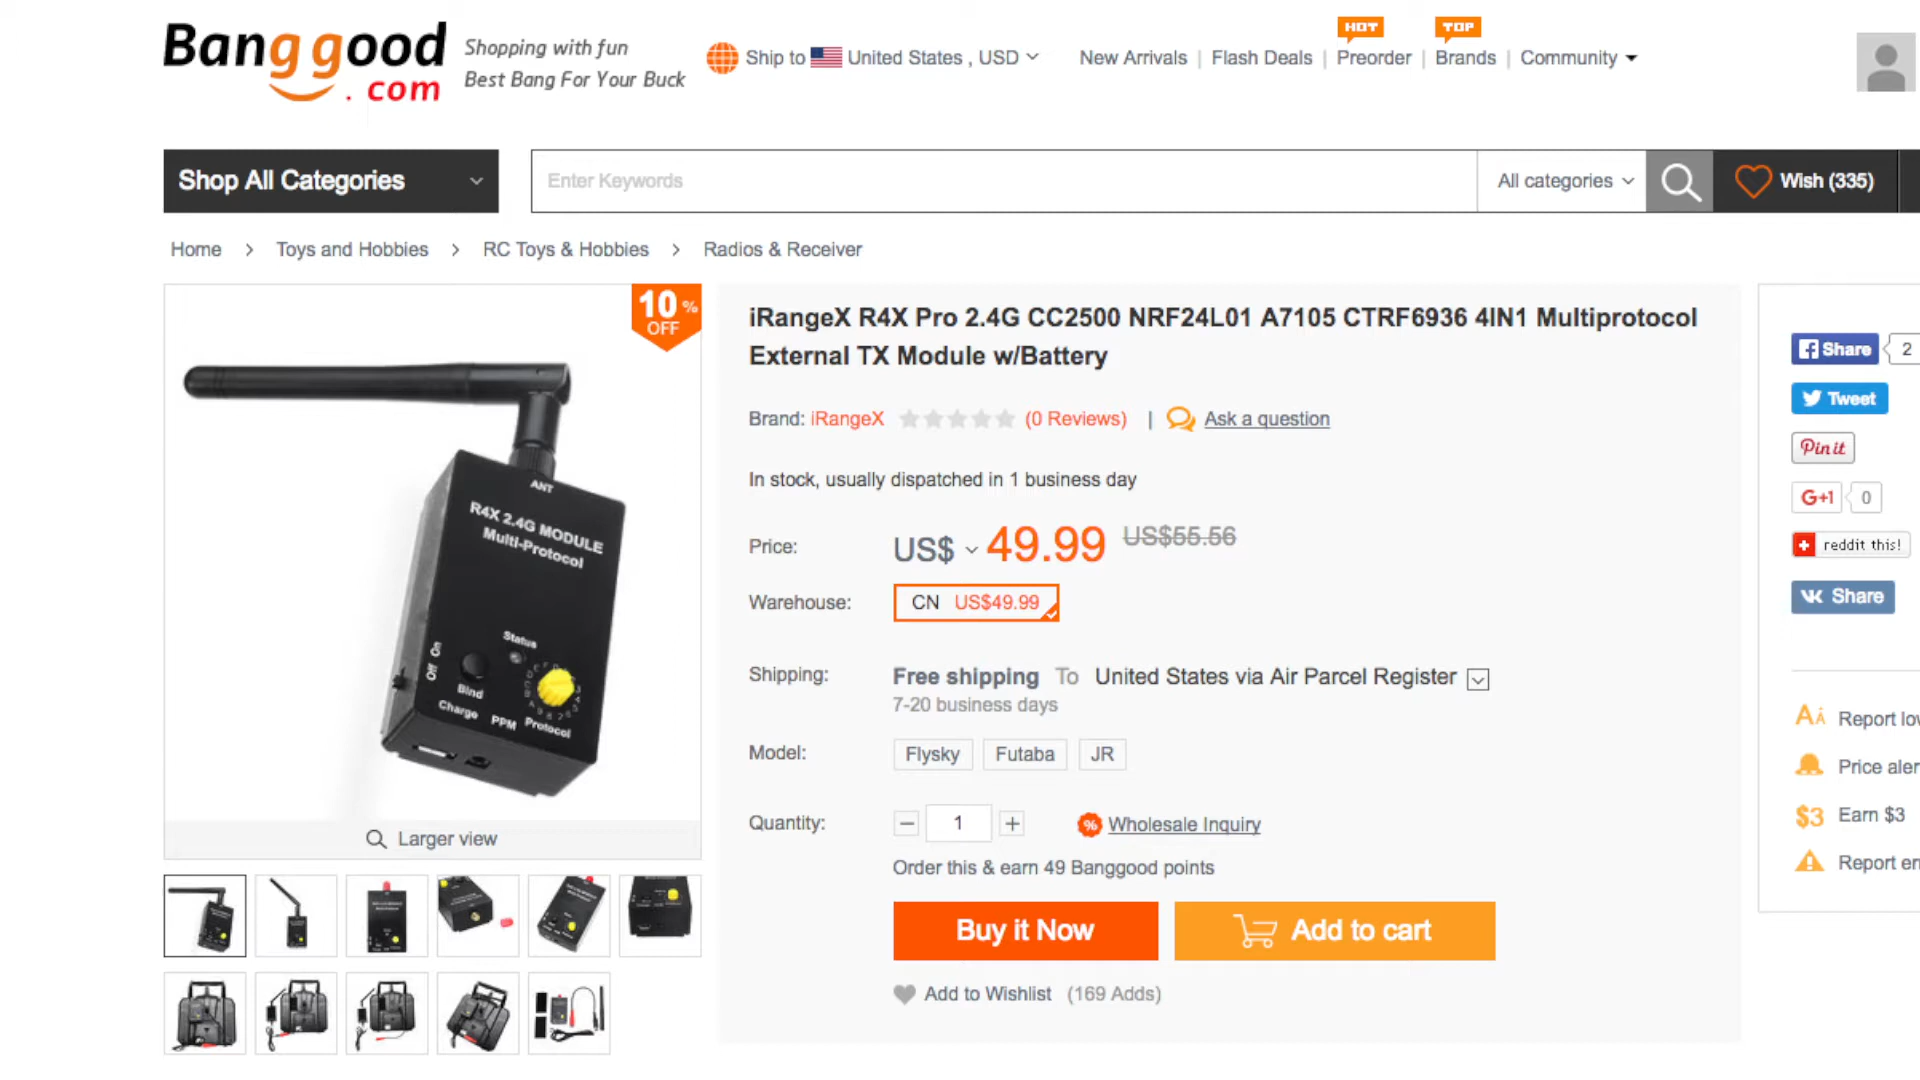 Banggood
.com
Shopping with fun
Best Bang For Your Buck
Ship to United States , USD
New Arrivals | Flash Deals | Preorder | Brands | Community
HOT
TOP
Shop All Categories
Enter Keywords
All categories
Wish (335)
Home > Toys and Hobbies > RC Toys & Hobbies > Radios & Receiver
10%
OFF
ANT
R4X 2.4G MODULE
Multi-Protocol
Status
Off On
Bind
Charge PPM Protocol
Larger view
iRangeX R4X Pro 2.4G CC2500 NRF24L01 A7105 CTRF6936 4IN1 Multiprotocol
External TX Module w/Battery
Brand: iRangeX (0 Reviews) | Ask a question
In stock, usually dispatched in 1 business day
Price: US$ 49.99 US$55.56
Warehouse: CN US$49.99
Shipping: Free shipping To United States via Air Parcel Register
7-20 business days
Model: Flysky Futaba JR
Quantity: − 1 + % Wholesale Inquiry
Order this & earn 49 Banggood points
Buy it Now
Add to cart
Add to Wishlist (169 Adds)
Share 2
Tweet
Pin it
G+1 0
reddit this!
Share
Report
Price
$3 Earn $3
Report